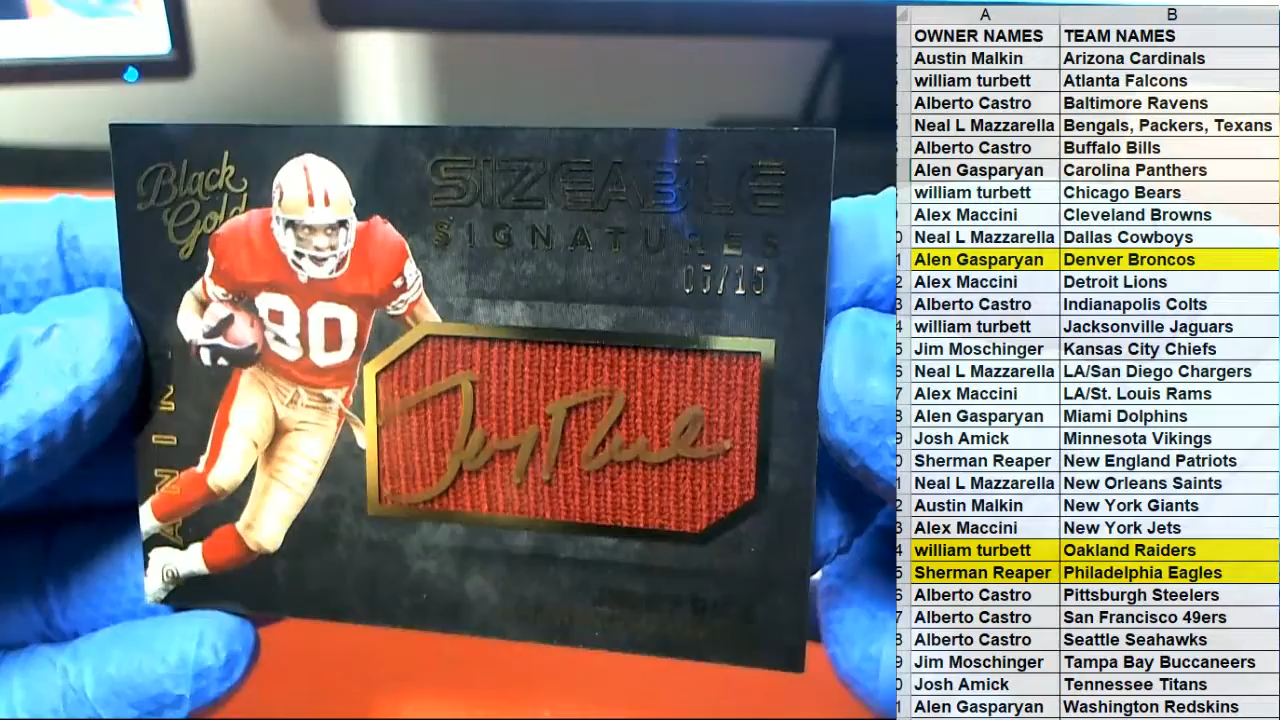 Black
Gold
SIZEABLE
SIGNATURES
05/15
80
Jerry Rice
A B
OWNER NAMES TEAM NAMES
Austin Malkin Arizona Cardinals
william turbett Atlanta Falcons
Alberto Castro Baltimore Ravens
Neal L Mazzarella Bengals, Packers, Texans
Alberto Castro Buffalo Bills
Alen Gasparyan Carolina Panthers
william turbett Chicago Bears
Alex Maccini Cleveland Browns
Neal L Mazzarella Dallas Cowboys
Alen Gasparyan Denver Broncos
Alex Maccini Detroit Lions
Alberto Castro Indianapolis Colts
william turbett Jacksonville Jaguars
Jim Moschinger Kansas City Chiefs
Neal L Mazzarella LA/San Diego Chargers
Alex Maccini LA/St. Louis Rams
Alen Gasparyan Miami Dolphins
Josh Amick Minnesota Vikings
Sherman Reaper New England Patriots
Neal L Mazzarella New Orleans Saints
Austin Malkin New York Giants
Alex Maccini New York Jets
william turbett Oakland Raiders
Sherman Reaper Philadelphia Eagles
Alberto Castro Pittsburgh Steelers
Alberto Castro San Francisco 49ers
Alberto Castro Seattle Seahawks
Jim Moschinger Tampa Bay Buccaneers
Josh Amick Tennessee Titans
Alen Gasparyan Washington Redskins